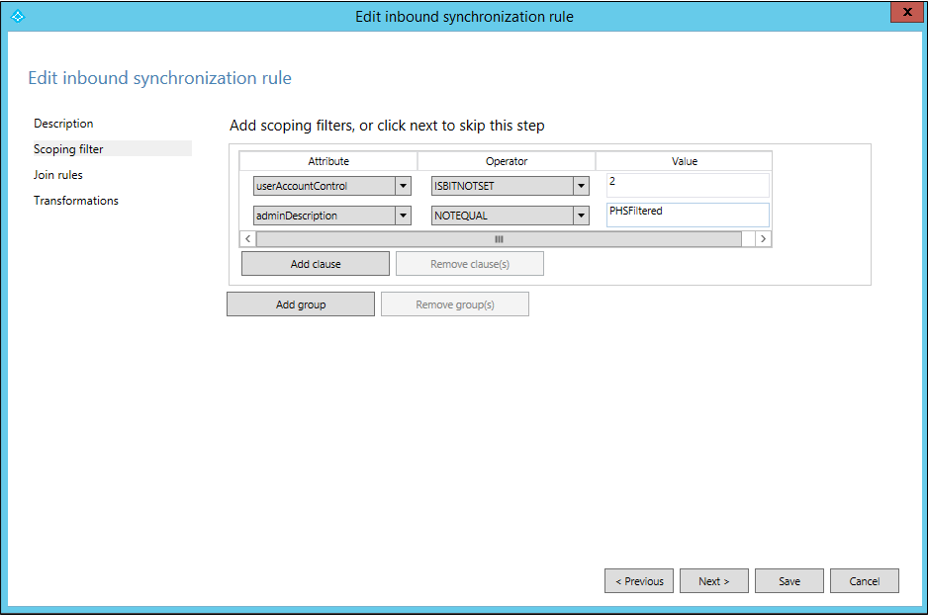 Edit inbound synchronization rule
X
Edit inbound synchronization rule
Description
Scoping filter
Join rules
Transformations
Add scoping filters, or click next to skip this step
Attribute Operator Value
userAccountControl ISBITNOTSET 2
adminDescription NOTEQUAL PHSFiltered
Add clause Remove clause(s)
Add group Remove group(s)
< Previous Next > Save Cancel